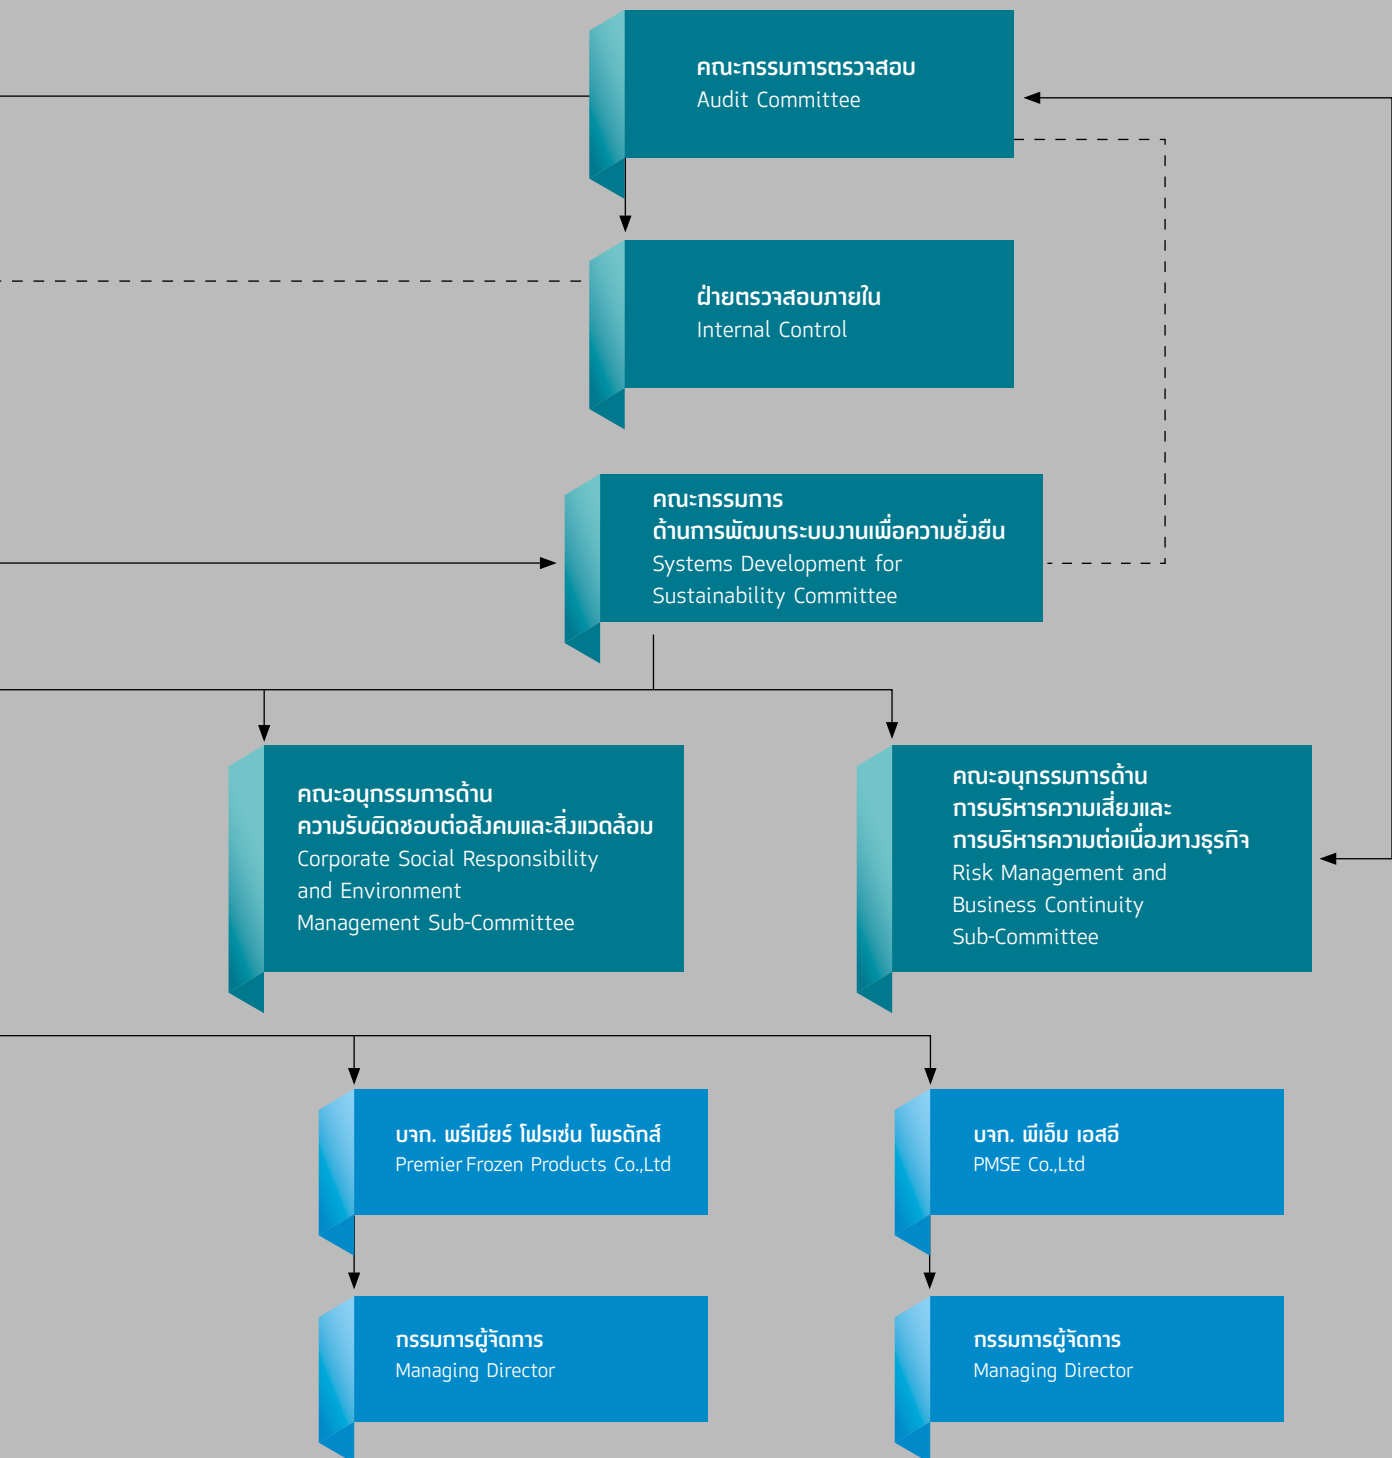 คณะกรรมการตรวจสอบ
Audit Committee
ฝ่ายตรวจสอบภายใน
Internal Control
คณะกรรมการ
ด้านการพัฒนาระบบงานเพื่อความยั่งยืน
Systems Development for
Sustainability Committee
คณะอนุกรรมการด้าน
ความรับผิดชอบต่อสังคมและสิ่งแวดล้อม
Corporate Social Responsibility
and Environment
Management Sub-Committee
คณะอนุกรรมการด้าน
การบริหารความเสี่ยงและ
การบริหารความต่อเนื่องทางธุรกิจ
Risk Management and
Business Continuity
Sub-Committee
บจก. พรีเมียร์ โฟรเซ่น โพรดักส์
Premier Frozen Products Co.,Ltd
บจก. พีเอ็ม เอสอี
PMSE Co.,Ltd
กรรมการผู้จัดการ
Managing Director
กรรมการผู้จัดการ
Managing Director